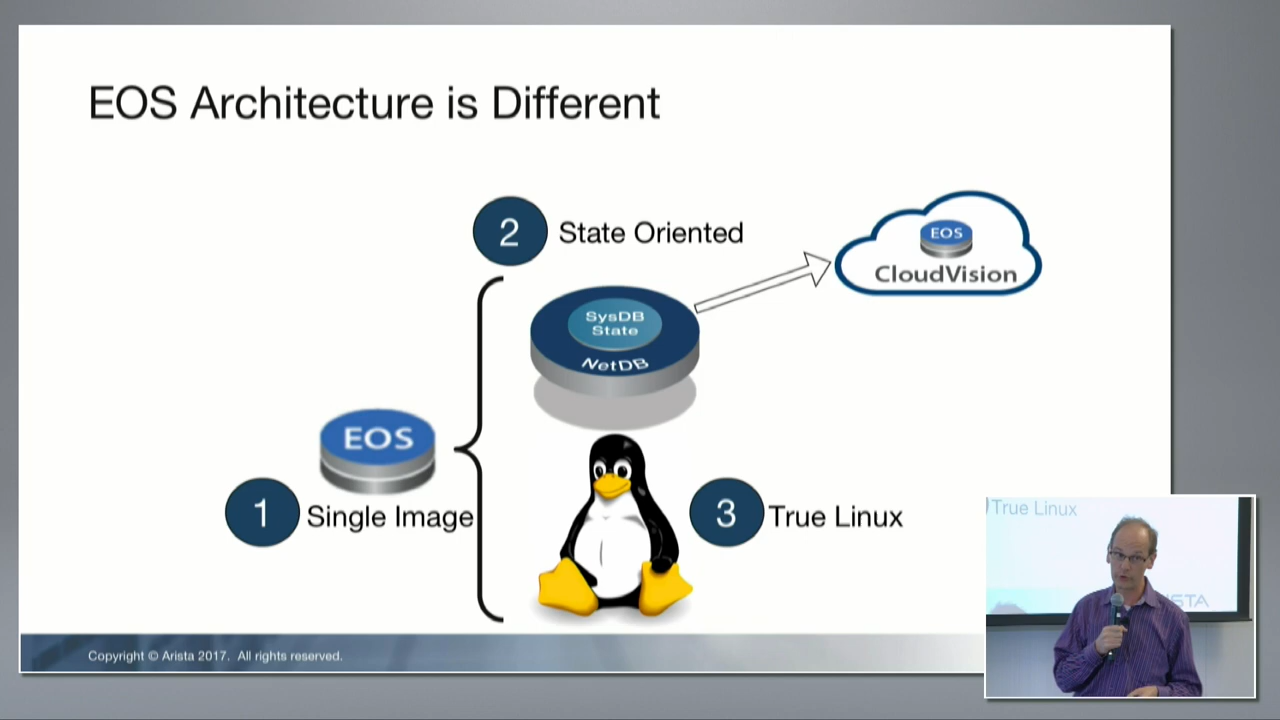 EOS Architecture is Different
2 State Oriented
EOS
CloudVision
SysDB
State
NetDB
EOS
1 Single Image
3 True Linux
Copyright © Arista 2017. All rights reserved.
True Linux
ISTA